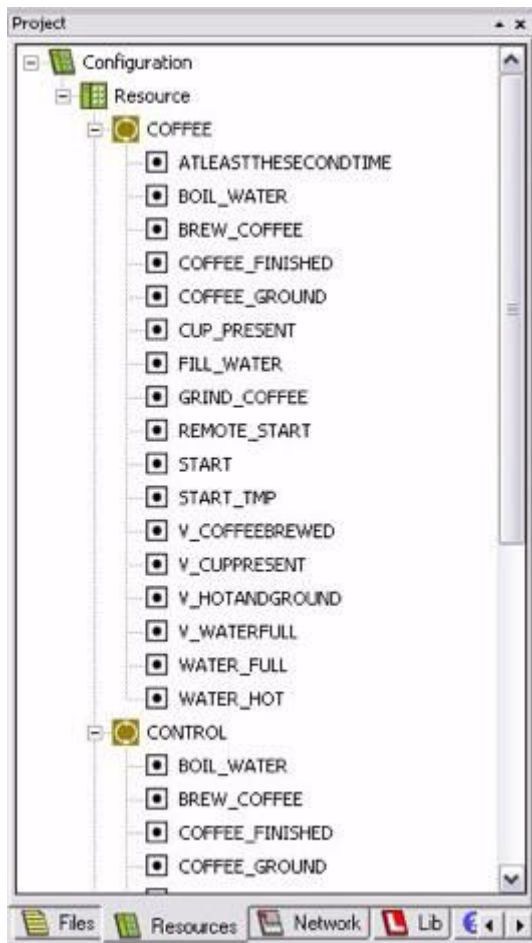 Project
Configuration
Resource
COFFEE
ATLEASTTHESECONDTIME
BOIL_WATER
BREW_COFFEE
COFFEE_FINISHED
COFFEE_GROUND
CUP_PRESENT
FILL_WATER
GRIND_COFFEE
REMOTE_START
START
START_TMP
V_COFFEEBREWED
V_CUPPRESENT
V_HOTANDGROUND
V_WATERFULL
WATER_FULL
WATER_HOT
CONTROL
BOIL_WATER
BREW_COFFEE
COFFEE_FINISHED
COFFEE_GROUND
Files Resources Network Lib